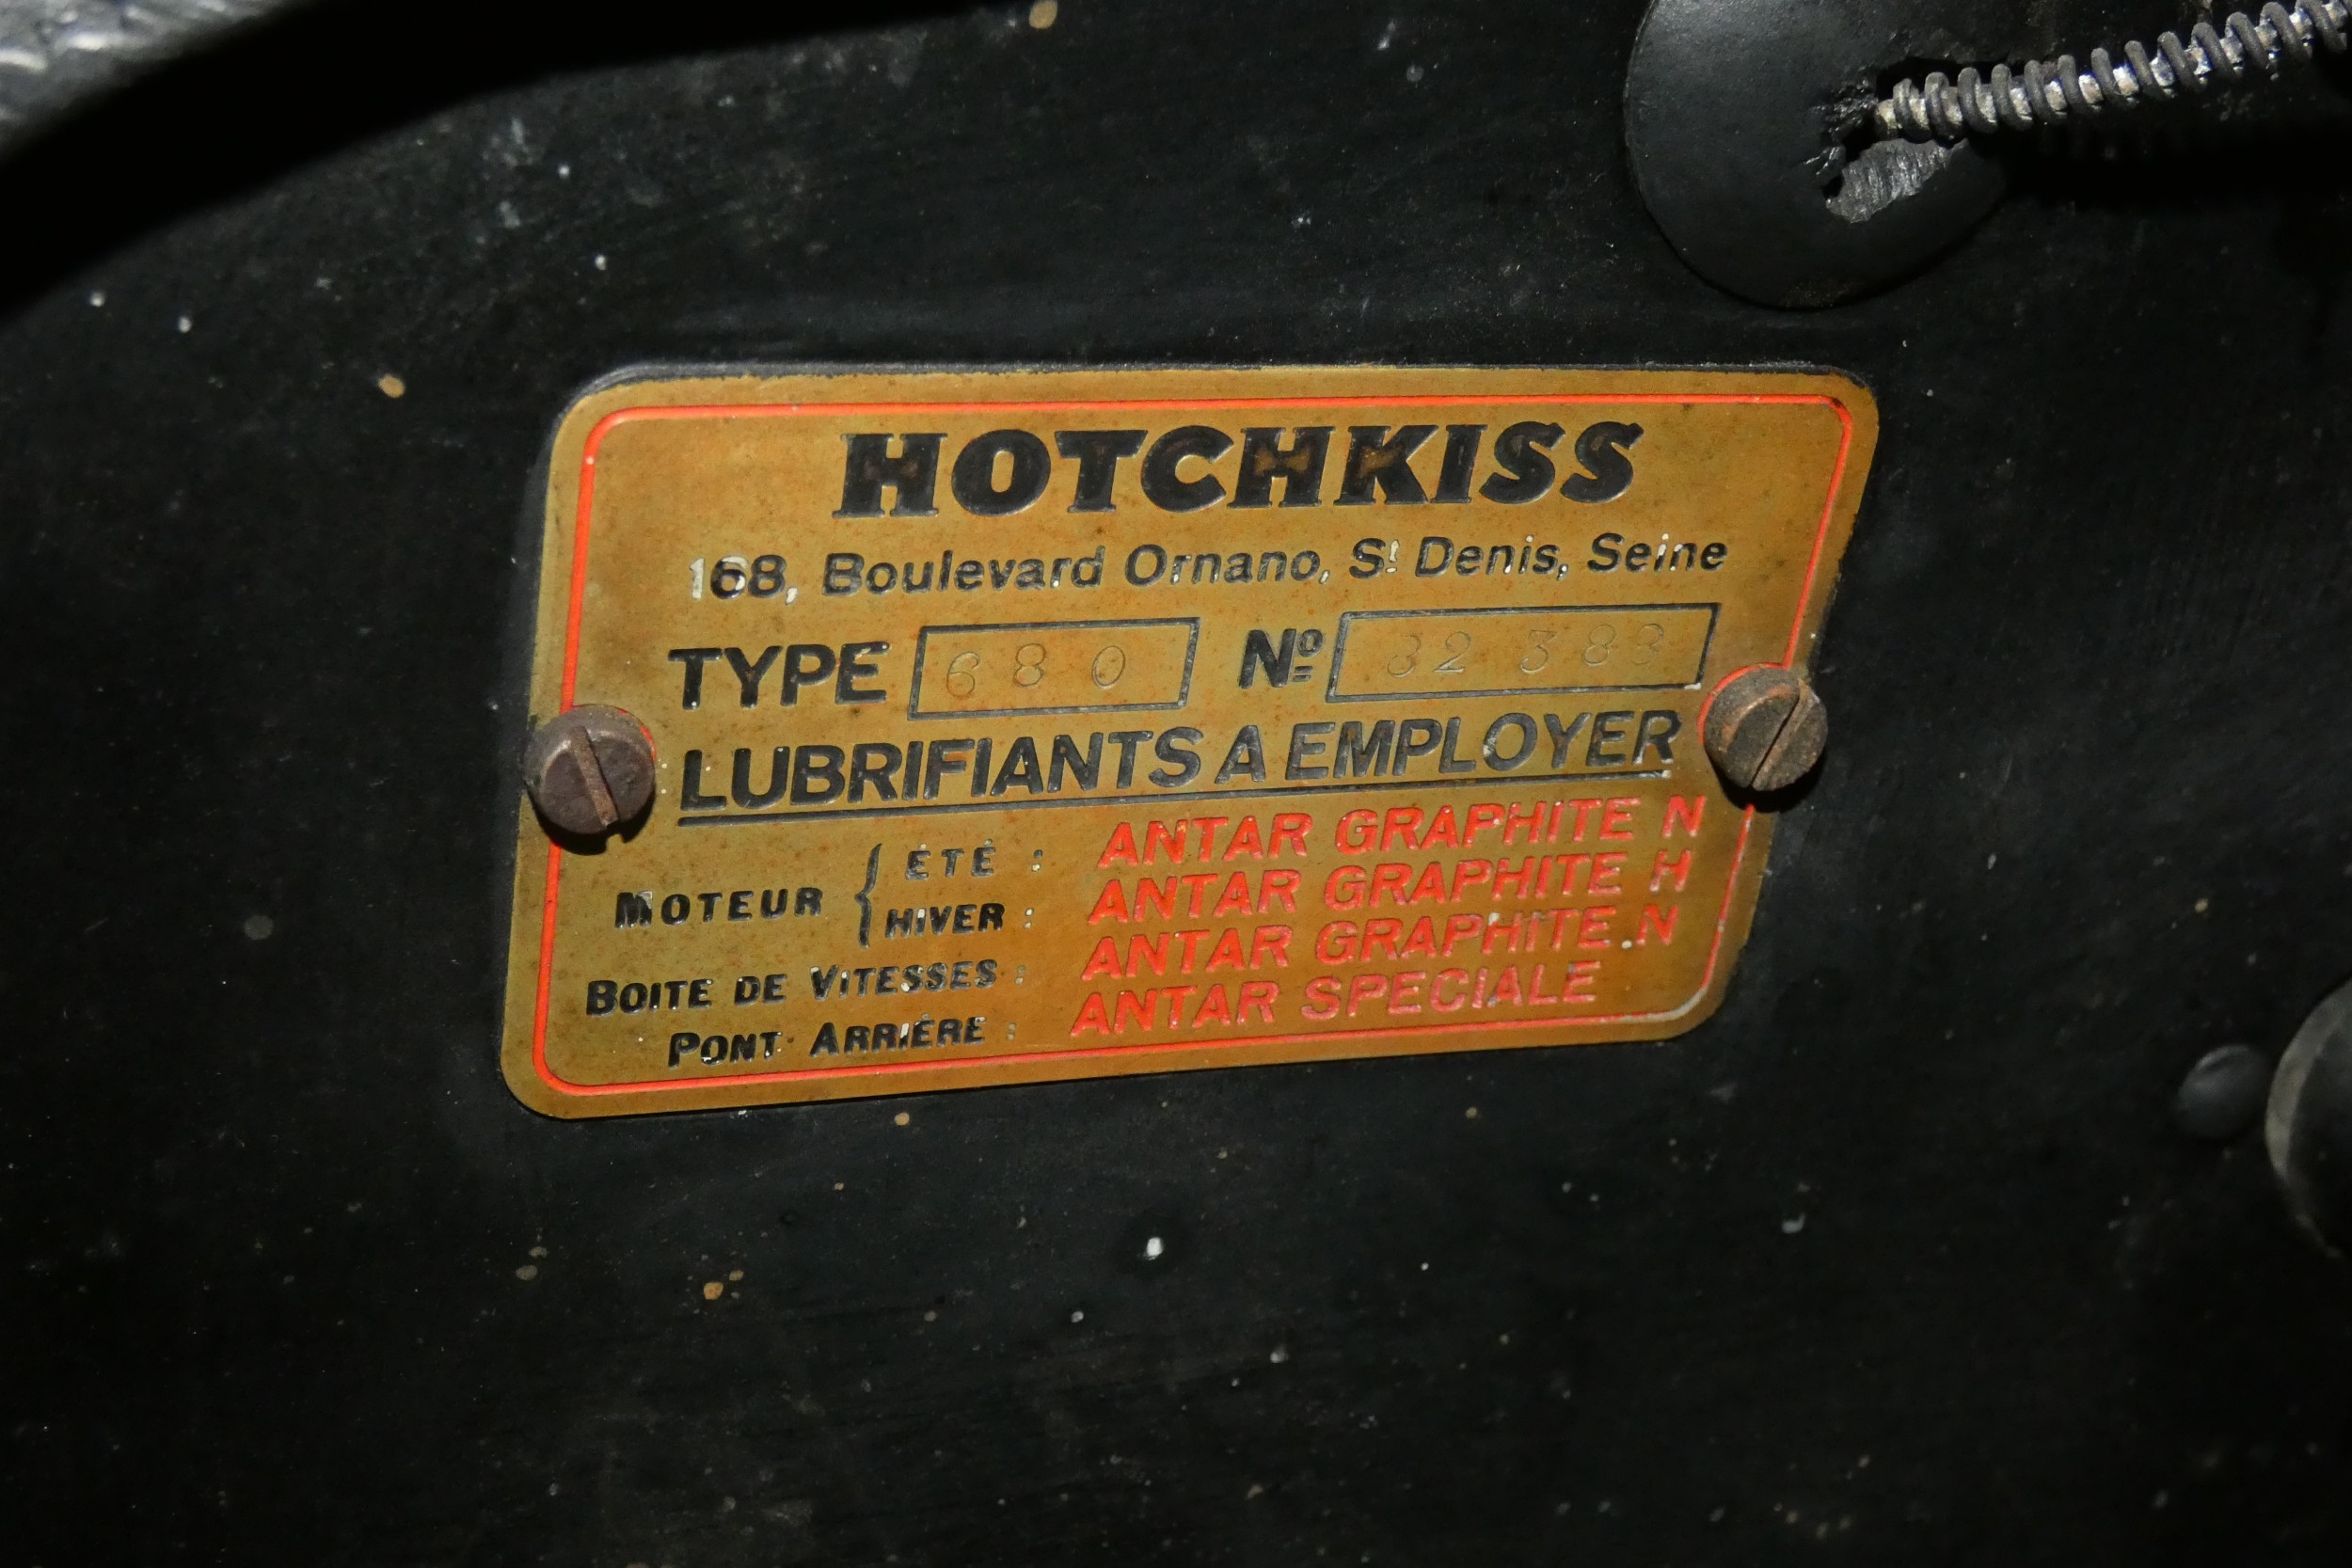 HOTCHKISS
168, Boulevard Ornano, St Denis, Seine
TYPE 680 Nº 32 383
LUBRIFIANTS A EMPLOYER
MOTEUR { ÉTÉ : ANTAR GRAPHITE N
HIVER : ANTAR GRAPHITE H
BOITE DE VITESSES : ANTAR GRAPHITE N
PONT ARRIÈRE : ANTAR SPECIALE